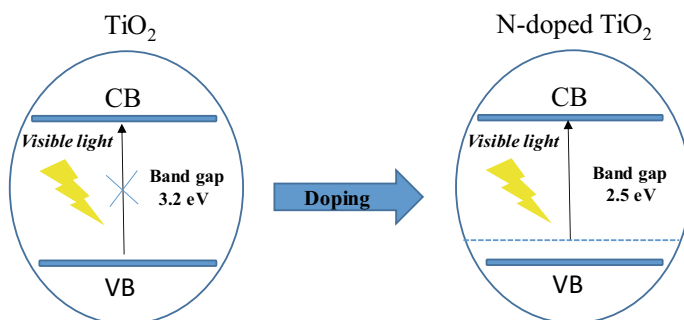 TiO₂
CB
Visible light
Band gap
3.2 eV
VB
Doping
N-doped TiO₂
CB
Visible light
Band gap
2.5 eV
VB